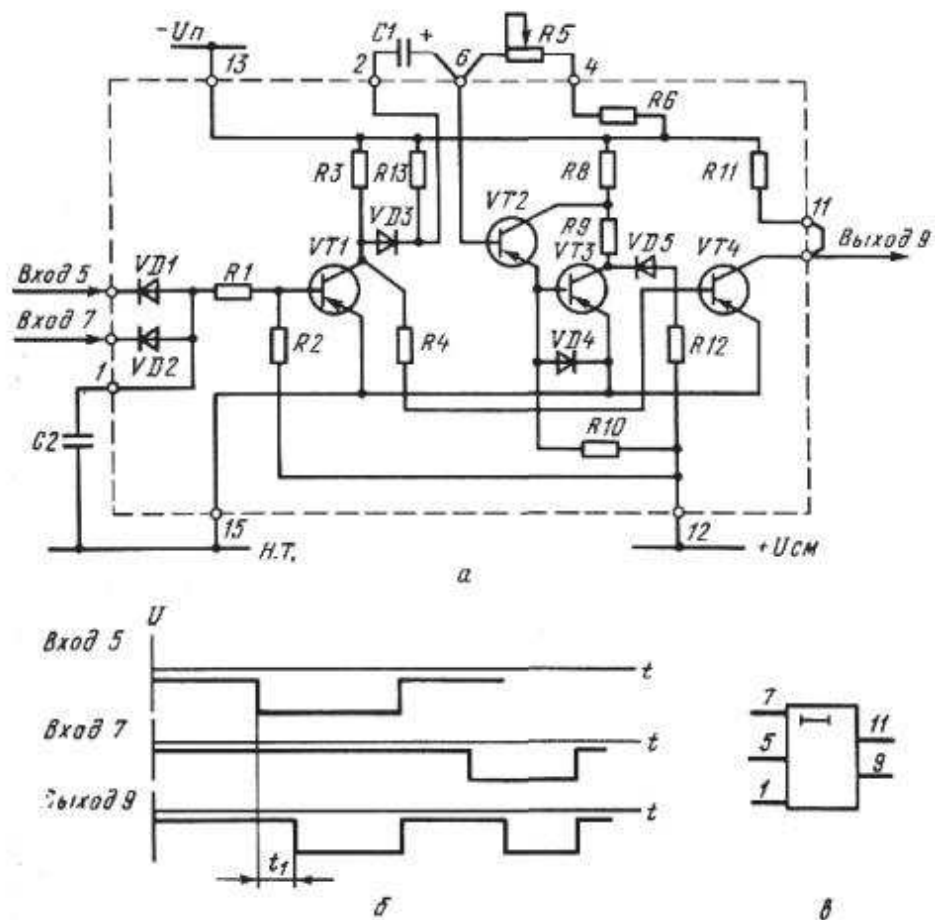 -Uп
13
2
C1
+
6
R5
4
R6
R3
R13
R8
R11
11
VD3
VT2
R9
VT1
VT3
VD5
VT4
Выход 9
Вход 5
VD1
R1
Вход 7
VD2
R2
R4
VD4
R12
1
C2
R10
15
12
Н.Т.
+Uсм
а
U
Вход 5
t
Вход 7
t
Выход 9
t
t1
б
7
5
1
11
9
в